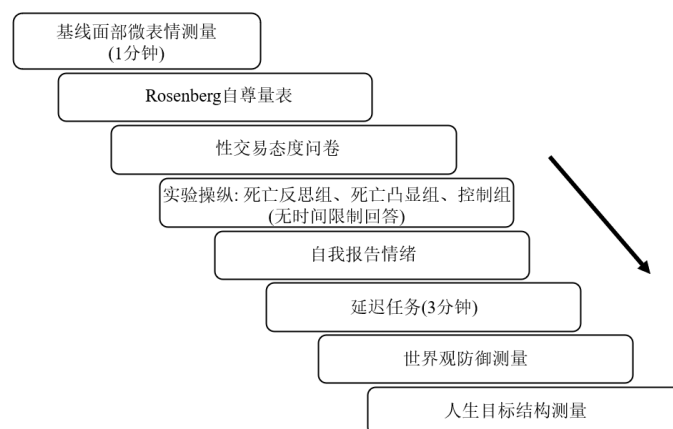 基线面部微表情测量
(1分钟)
Rosenberg自尊量表
性交易态度问卷
实验操纵: 死亡反思组、死亡凸显组、控制组
(无时间限制回答)
自我报告情绪
延迟任务(3分钟)
世界观防御测量
人生目标结构测量